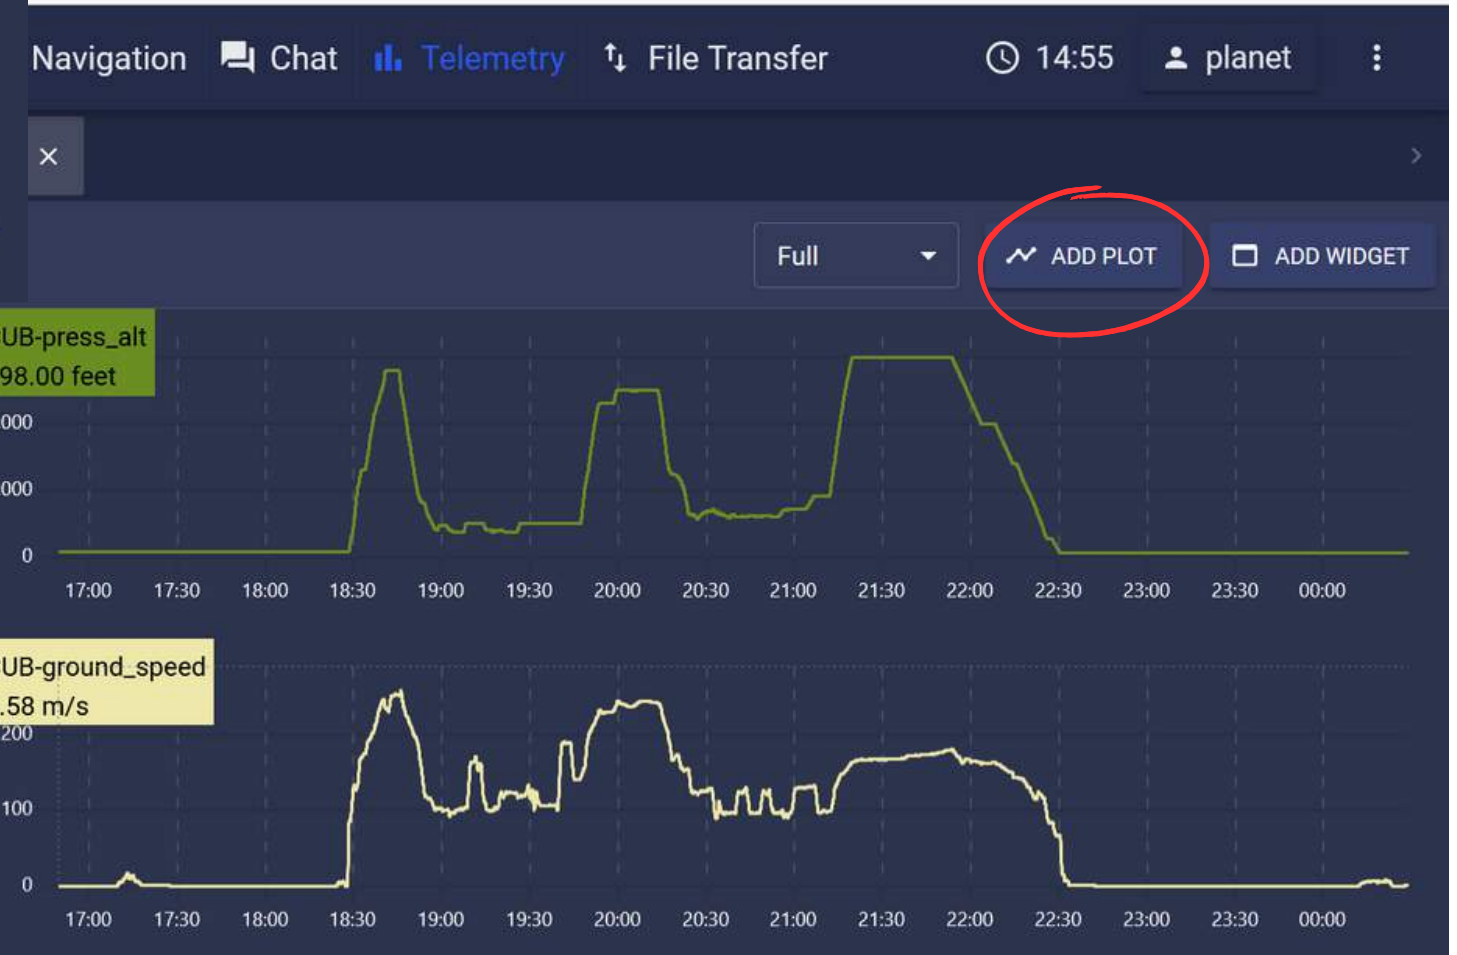 Navigation Chat Telemetry File Transfer 14:55 planet
Full ADD PLOT ADD WIDGET
UB-press_alt
98.00 feet
000
000
0
17:00 17:30 18:00 18:30 19:00 19:30 20:00 20:30 21:00 21:30 22:00 22:30 23:00 23:30 00:00
UB-ground_speed
.58 m/s
200
100
0
17:00 17:30 18:00 18:30 19:00 19:30 20:00 20:30 21:00 21:30 22:00 22:30 23:00 23:30 00:00